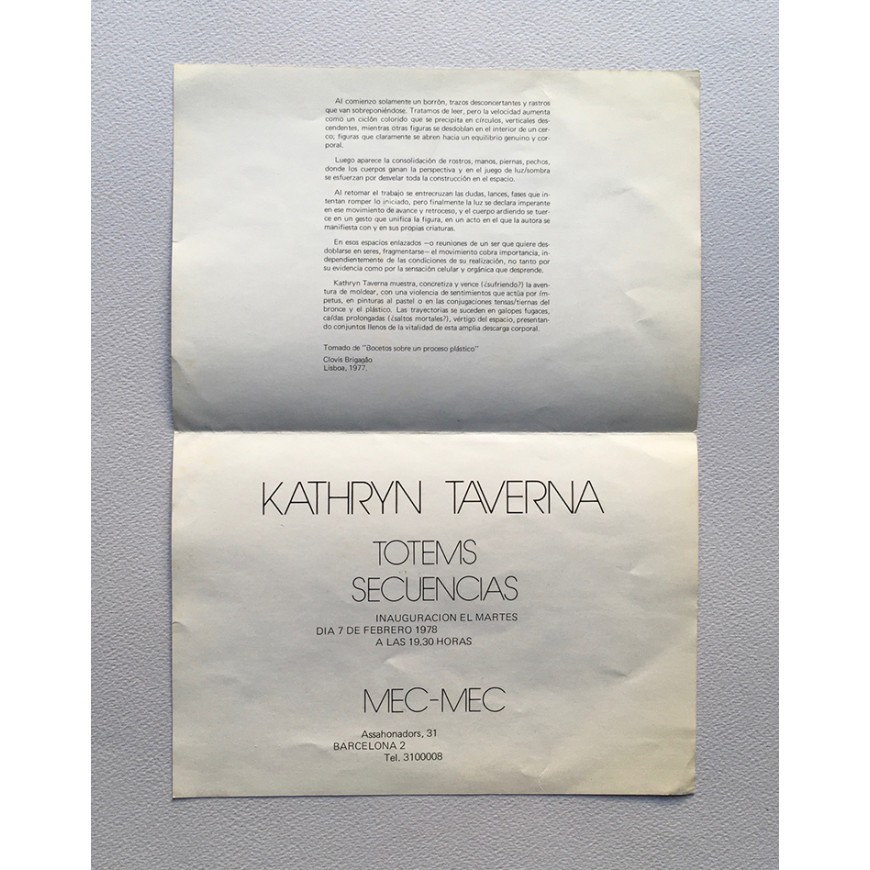 Al comienzo solamente un borrón, trazos desconcertantes y rastros
que van sobreponiéndose. Tratamos de leer, pero la velocidad aumenta
como un ciclón colorido que se precipita en círculos, verticales des-
cendentes, mientras otras figuras se desdoblan en el interior de un cer-
co; figuras que claramente se abren hacia un equilibrio genuino y cor-
poral.
Luego aparece la consolidación de rostros, manos, piernas, pechos,
donde los cuerpos ganan la perspectiva y en el juego de luz/sombra
se esfuerzan por desvelar toda la construcción en el espacio.
Al retomar el trabajo se entrecruzan las dudas, lances, fases que in-
tentan romper lo iniciado, pero finalmente la luz se declara imperante
en ese movimiento de avance y retroceso, y el cuerpo ardiendo se tuer-
ce en un gesto que unifica la figura, en un acto en el que la autora se
manifiesta con y en sus própias criaturas.
En esos espacios enlazados —o reuniones de un ser que quiere des-
doblarse en seres, fragmentarse— el movimiento cobra importancia, in-
dependientemente de las condiciones de su realización, no tanto por
su evidencia como por la sensación celular y orgánica que desprende.
Kathryn Taverna muestra, concretiza y vence (¿sufriendo?) la aven-
tura de moldear, con una violencia de sentimientos que actúa por ím-
petus, en pinturas al pastel o en las conjugaciones tensas/tiernas del
bronce y el plástico. Las trayectorias se suceden en galopes fugaces,
caídas prolongadas (¿saltos mortales?), vértigo del espacio, presentan-
do conjuntos llenos de la vitalidad de esta amplia descarga corporal.
Tomado de "Bocetos sobre un proceso plástico"
Clovis Brigasão
Lisboa, 1977.
KATHRYN TAVERNA
TOTEMS
SECUENCIAS
INAUGURACION EL MARTES
DIA 7 DE FEBRERO 1978
A LAS 19.30 HORAS
MEC-MEC
Assahonadors, 31
BARCELONA 2
Tel. 3100008